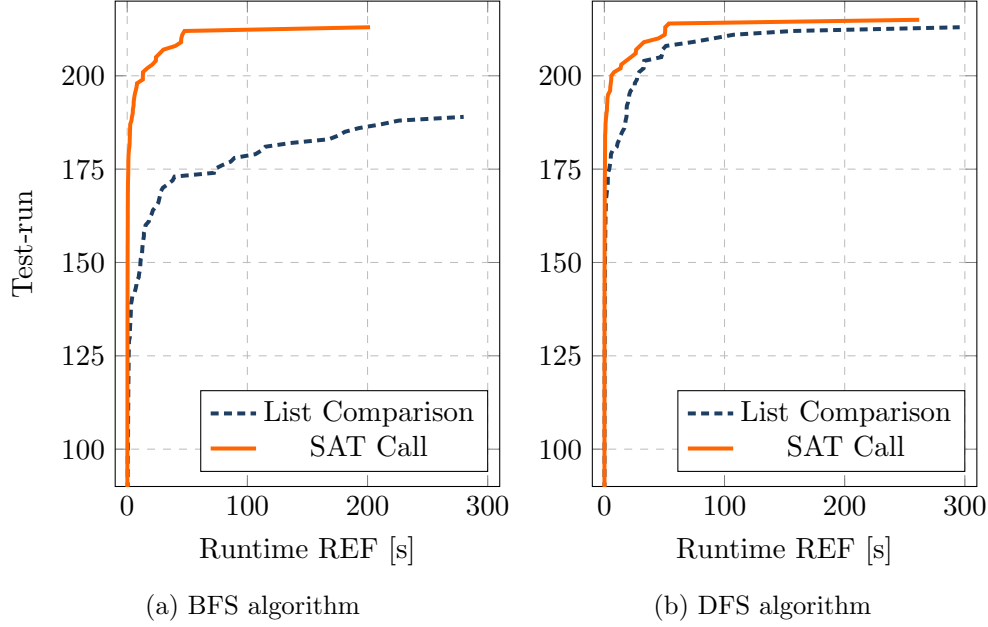 Test-run
200
175
150
125
100
List Comparison
SAT Call
0
100
200
300
Runtime REF [s]
(a) BFS algorithm
200
175
150
125
100
List Comparison
SAT Call
0
100
200
300
Runtime REF [s]
(b) DFS algorithm